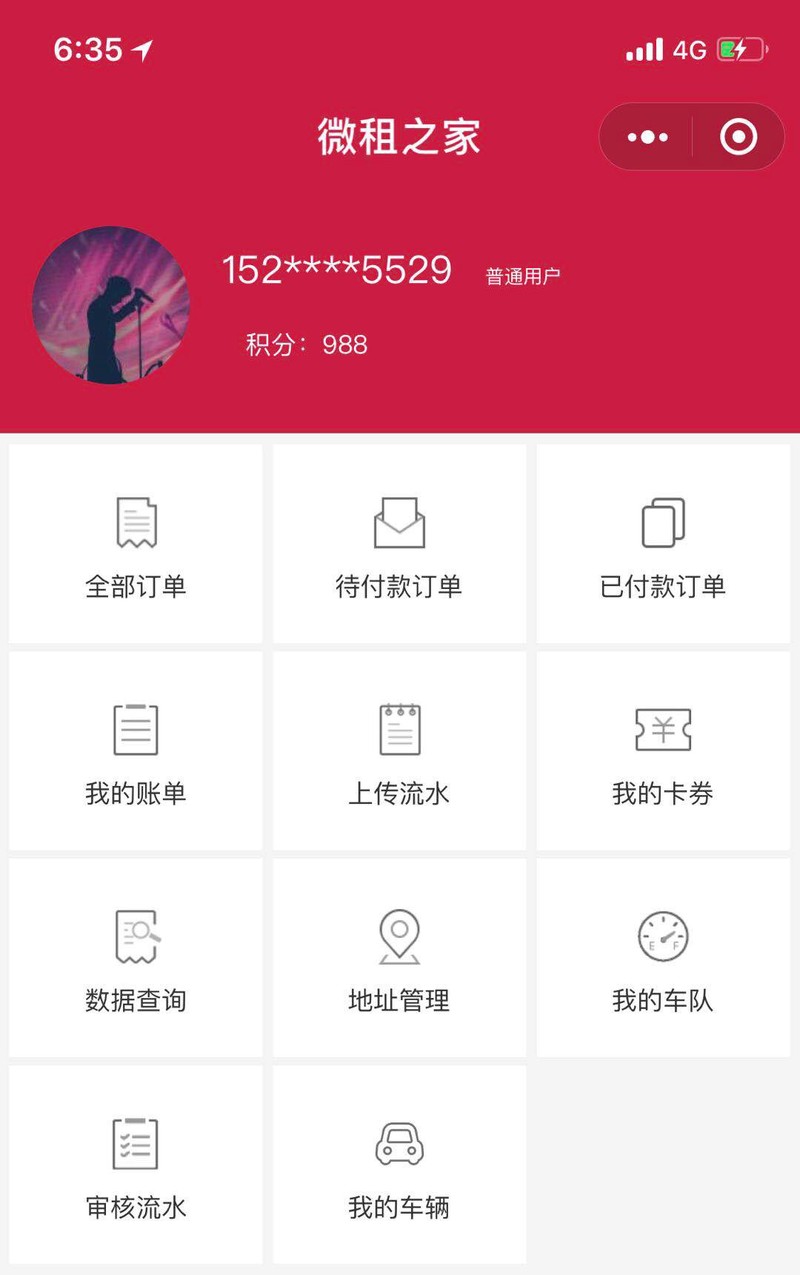 6:35
4G
微租之家
152****5529 普通用户
积分：988
全部订单 待付款订单 已付款订单
我的账单 上传流水 我的卡券
数据查询 地址管理 E F 我的车队
审核流水 我的车辆